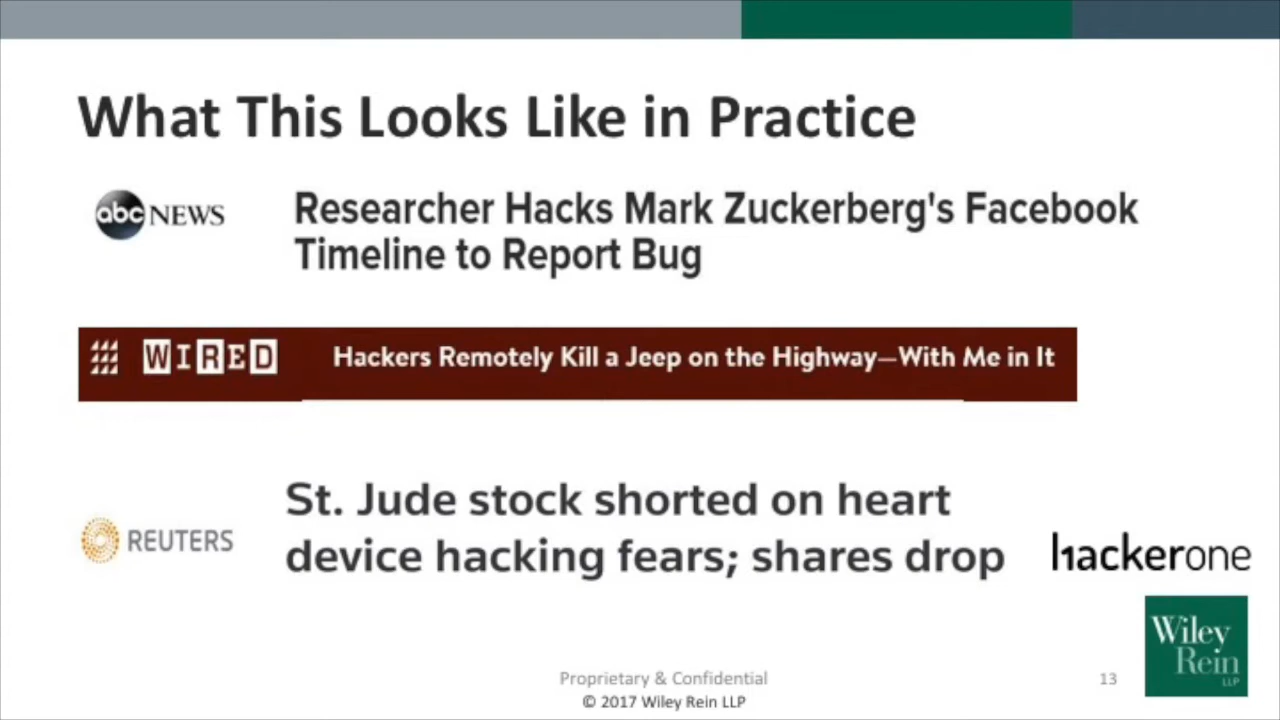 What This Looks Like in Practice
abc NEWS
Researcher Hacks Mark Zuckerberg's Facebook
Timeline to Report Bug
WIRED
Hackers Remotely Kill a Jeep on the Highway—With Me in It
St. Jude stock shorted on heart
device hacking fears; shares drop
REUTERS
hackerone
Wiley
Rein
LLP
Proprietary & Confidential
13
© 2017 Wiley Rein LLP